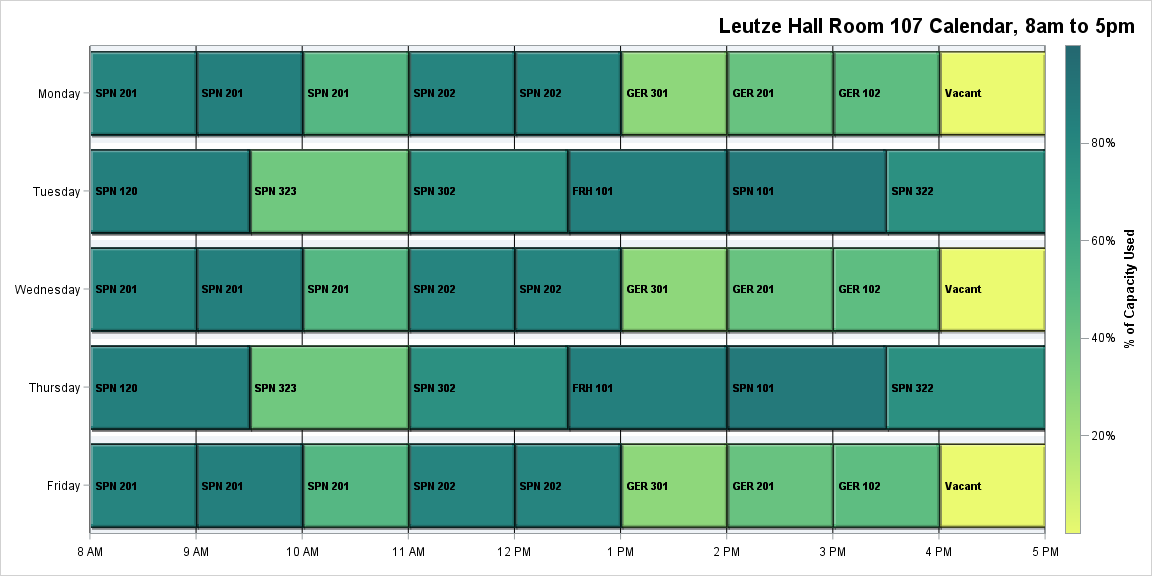 Leutze Hall Room 107 Calendar, 8am to 5pm
Monday
SPN 201 SPN 201 SPN 201 SPN 202 SPN 202 GER 301 GER 201 GER 102 Vacant
Tuesday
SPN 120 SPN 323 SPN 302 FRH 101 SPN 101 SPN 322
Wednesday
SPN 201 SPN 201 SPN 201 SPN 202 SPN 202 GER 301 GER 201 GER 102 Vacant
Thursday
SPN 120 SPN 323 SPN 302 FRH 101 SPN 101 SPN 322
Friday
SPN 201 SPN 201 SPN 201 SPN 202 SPN 202 GER 301 GER 201 GER 102 Vacant
8 AM 9 AM 10 AM 11 AM 12 PM 1 PM 2 PM 3 PM 4 PM 5 PM
80%
60%
40%
20%
% of Capacity Used